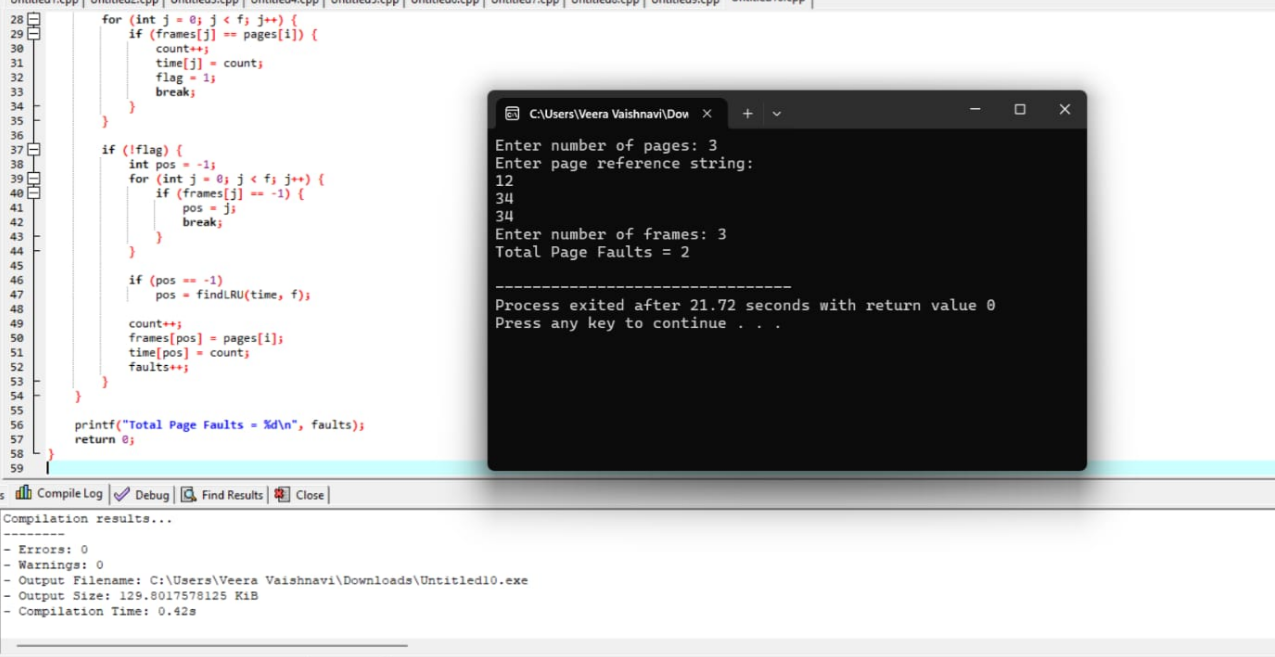 Untitled1.cpp Untitled2.cpp Untitled3.cpp Untitled4.cpp Untitled5.cpp Untitled6.cpp Untitled7.cpp Untitled8.cpp Untitled9.cpp Untitled10.cpp
28 for (int j = 0; j < f; j++) {
29 if (frames[j] == pages[i]) {
30 count++;
31 time[j] = count;
32 flag = 1;
33 break;
34 }
35 }
36
37 if (!flag) {
38 int pos = -1;
39 for (int j = 0; j < f; j++) {
40 if (frames[j] == -1) {
41 pos = j;
42 break;
43 }
44 }
45
46 if (pos == -1)
47 pos = findLRU(time, f);
48
49 count++;
50 frames[pos] = pages[i];
51 time[pos] = count;
52 faults++;
53 }
54 }
55
56 printf("Total Page Faults = %d\n", faults);
57 return 0;
58 }
59
C:\Users\Veera Vaishnavi\Dow
Enter number of pages: 3
Enter page reference string:
12
34
34
Enter number of frames: 3
Total Page Faults = 2
--------------------------------
Process exited after 21.72 seconds with return value 0
Press any key to continue . . .
s Compile Log Debug Find Results Close
Compilation results...
--------
- Errors: 0
- Warnings: 0
- Output Filename: C:\Users\Veera Vaishnavi\Downloads\Untitled10.exe
- Output Size: 129.8017578125 KiB
- Compilation Time: 0.42s